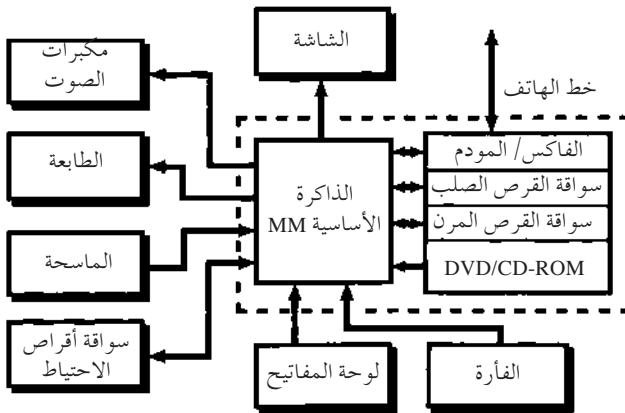 الشاشة
مكبرات
الصوت
خط الهاتف
الفاكس/ المودم
الطابعة
سواقة القرص الصلب
الذاكرة
الأساسية MM
سواقة القرص المرن
الماسحة
DVD/CD-ROM
سواقة أقراص
الاحتياط
لوحة المفاتيح
الفأرة